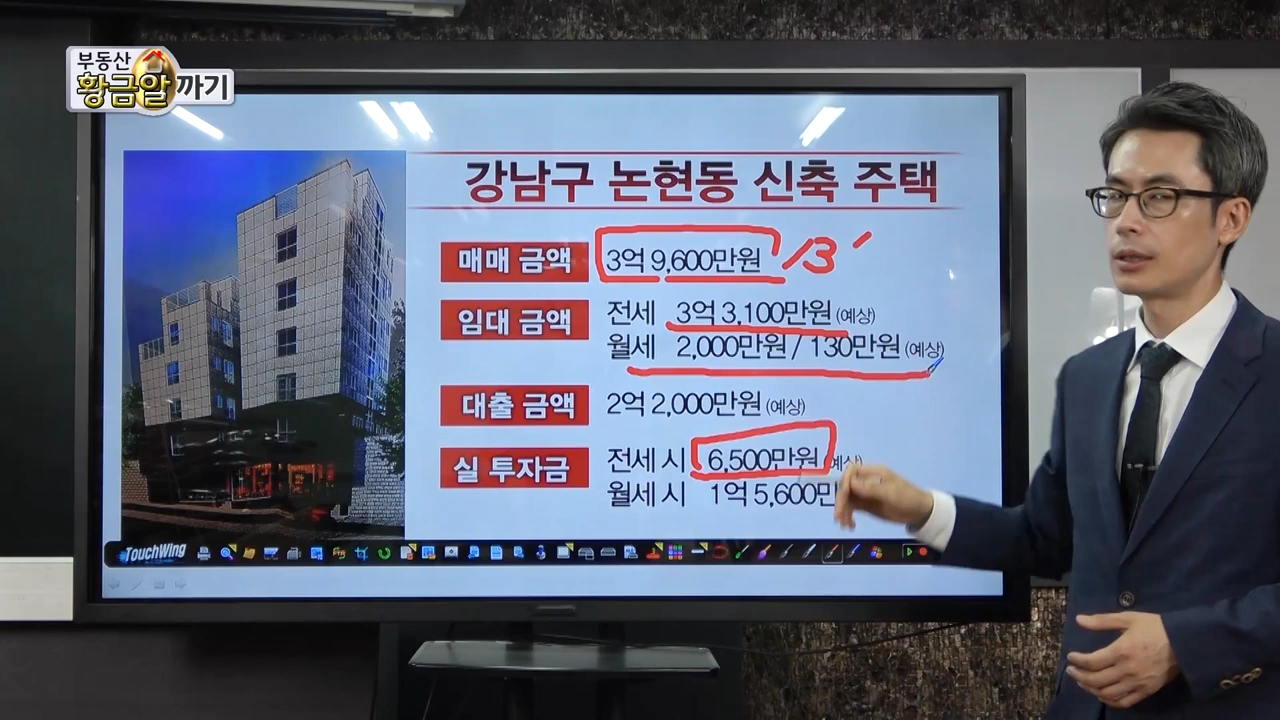 부동산
황금알까기
강남구 논현동 신축 주택
매매 금액 3억 9,600만원 /13'
임대 금액 전세 3억 3,100만원 (예상)
월세 2,000만원 / 130만원 (예상)
대출 금액 2억 2,000만원 (예상)
실 투자금 전세 시 6,500만원 예상)
월세 시 1억 5,600만
TouchWing